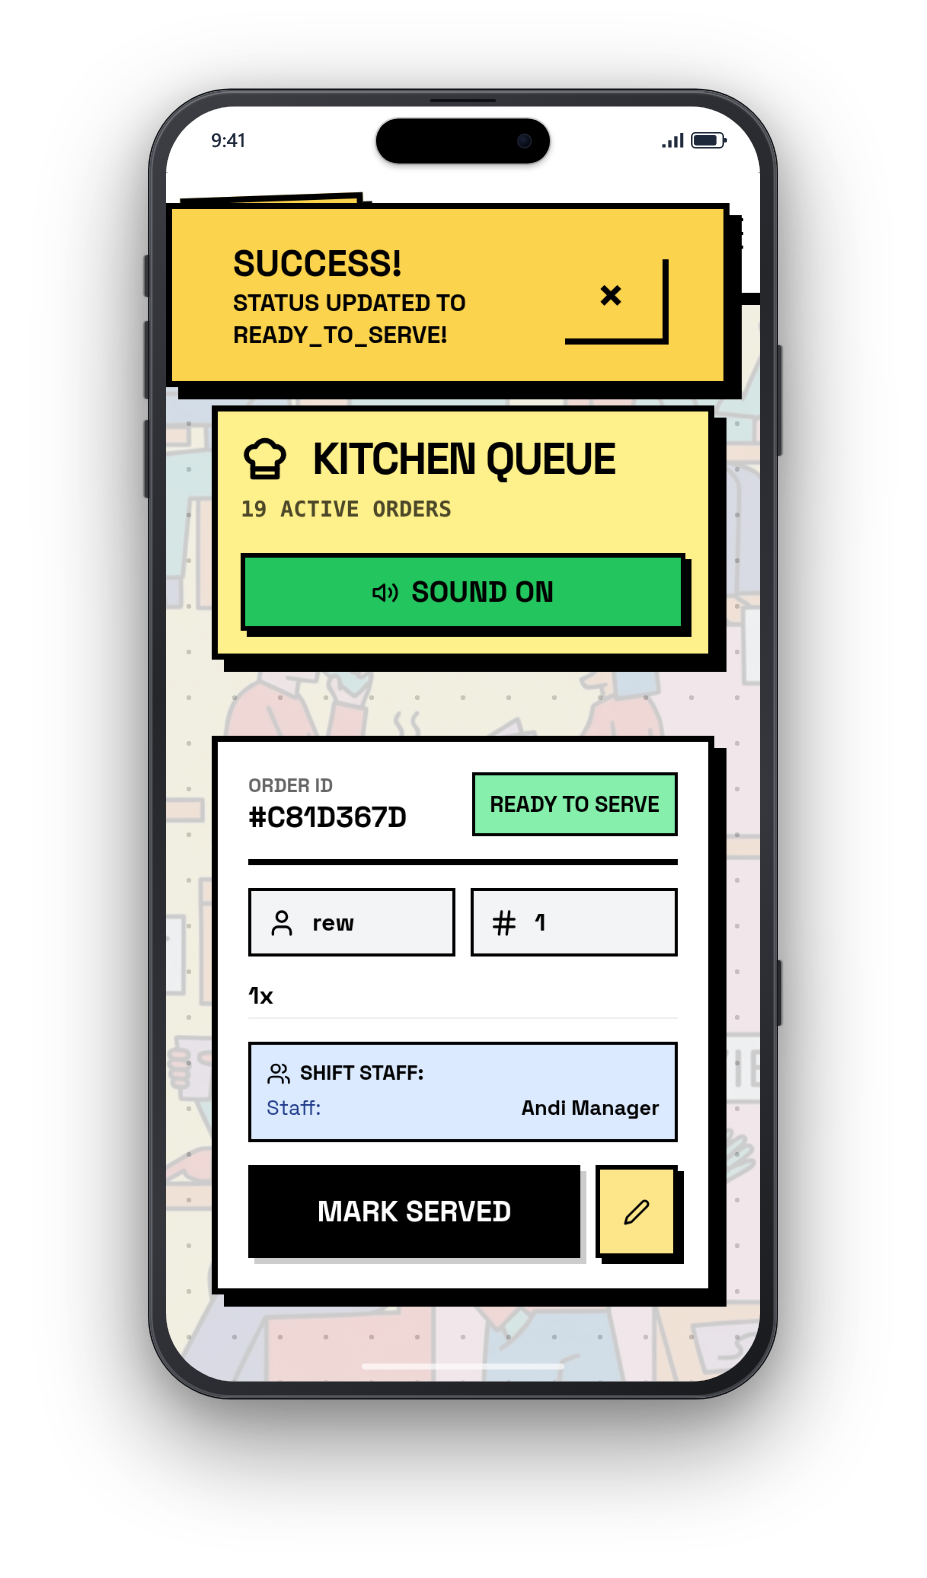 9:41
SUCCESS!
STATUS UPDATED TO
READY_TO_SERVE!
KITCHEN QUEUE
19 ACTIVE ORDERS
SOUND ON
ORDER ID
#C81D367D
READY TO SERVE
rew
# 1
1x
SHIFT STAFF:
Staff:
Andi Manager
MARK SERVED